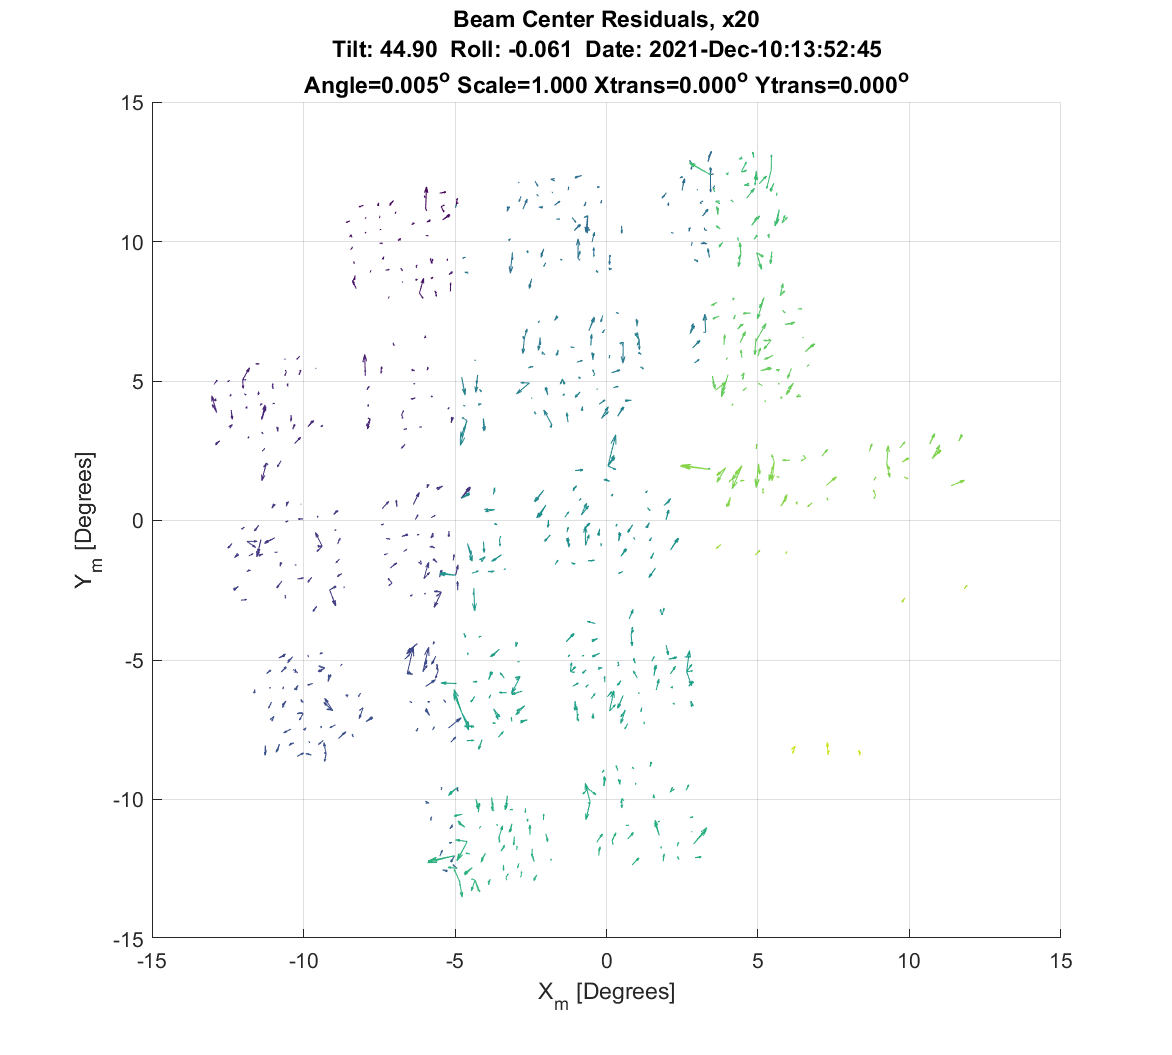 Beam Center Residuals, x20
Tilt: 44.90 Roll: -0.061 Date: 2021-Dec-10:13:52:45
Angle=0.005° Scale=1.000 Xtrans=0.000° Ytrans=0.000°
15
10
5
0
-5
-10
-15
Y_m [Degrees]
-15 -10 -5 0 5 10 15
X_m [Degrees]